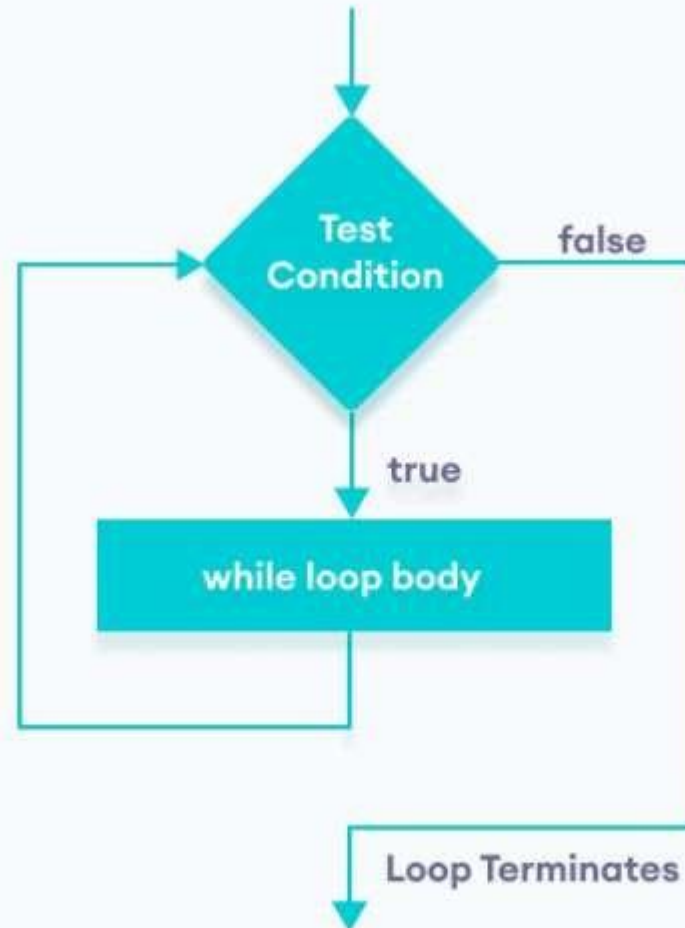 Test
Condition
false
true
while loop body
Loop Terminates